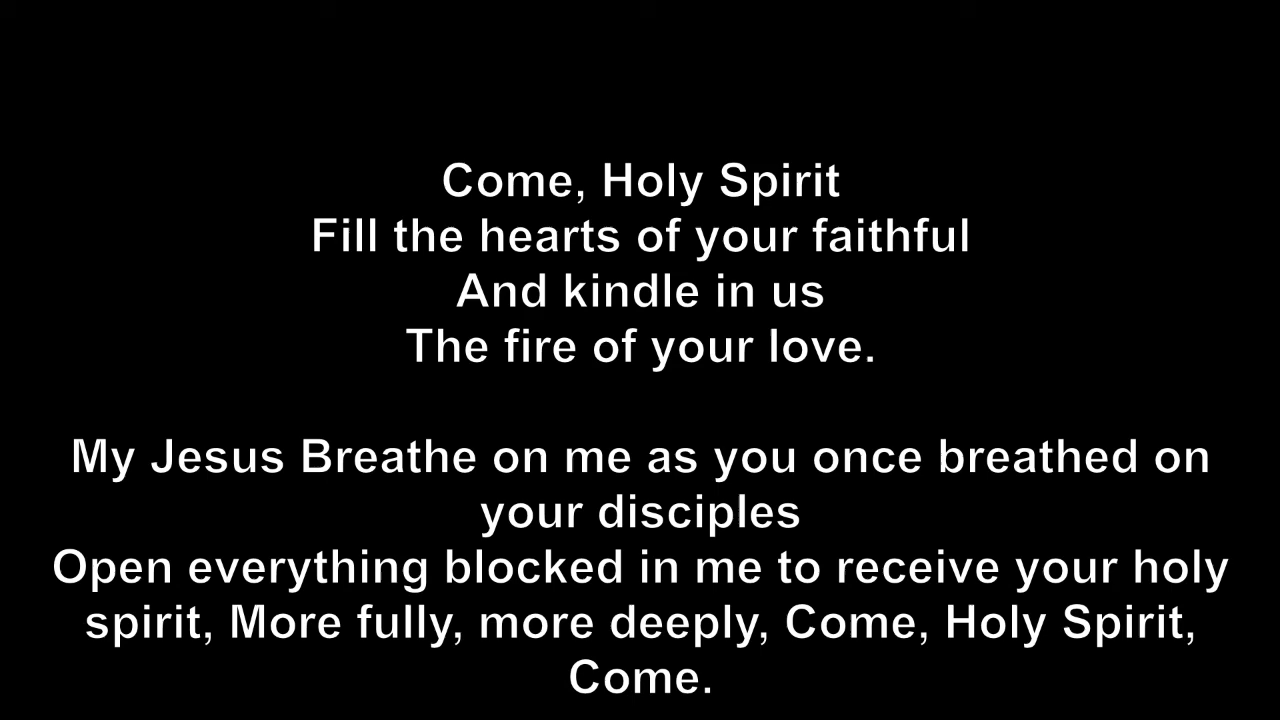 Come, Holy Spirit
Fill the hearts of your faithful
And kindle in us
The fire of your love.
My Jesus Breathe on me as you once breathed on
your disciples
Open everything blocked in me to receive your holy
spirit, More fully, more deeply, Come, Holy Spirit,
Come.